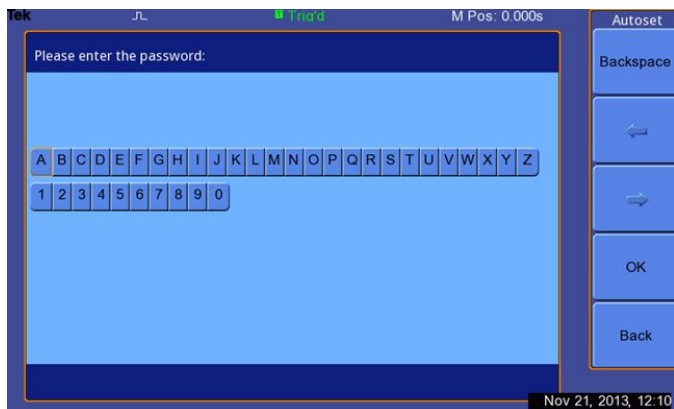 Tek Trig'd M Pos: 0.000s
Autoset
Please enter the password:
Backspace
A B C D E F G H I J K L M N O P Q R S T U V W X Y Z
1 2 3 4 5 6 7 8 9 0
OK
Back
Nov 21, 2013, 12:10